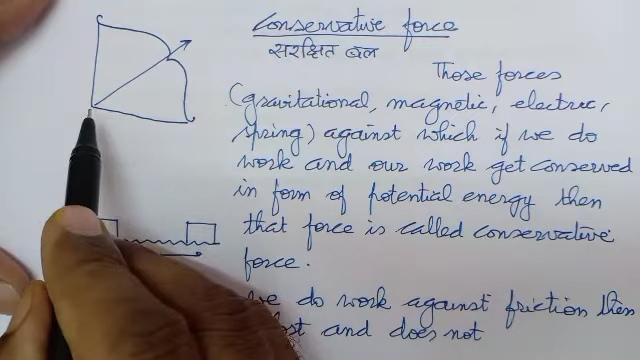 Conservative force
सरक्षित बल
Those forces
(gravitational, magnetic, electric,
spring) against which if we do
work and our work get conserved
in form of potential energy then
that force is called conservative
force.
we do work against friction then
and does not